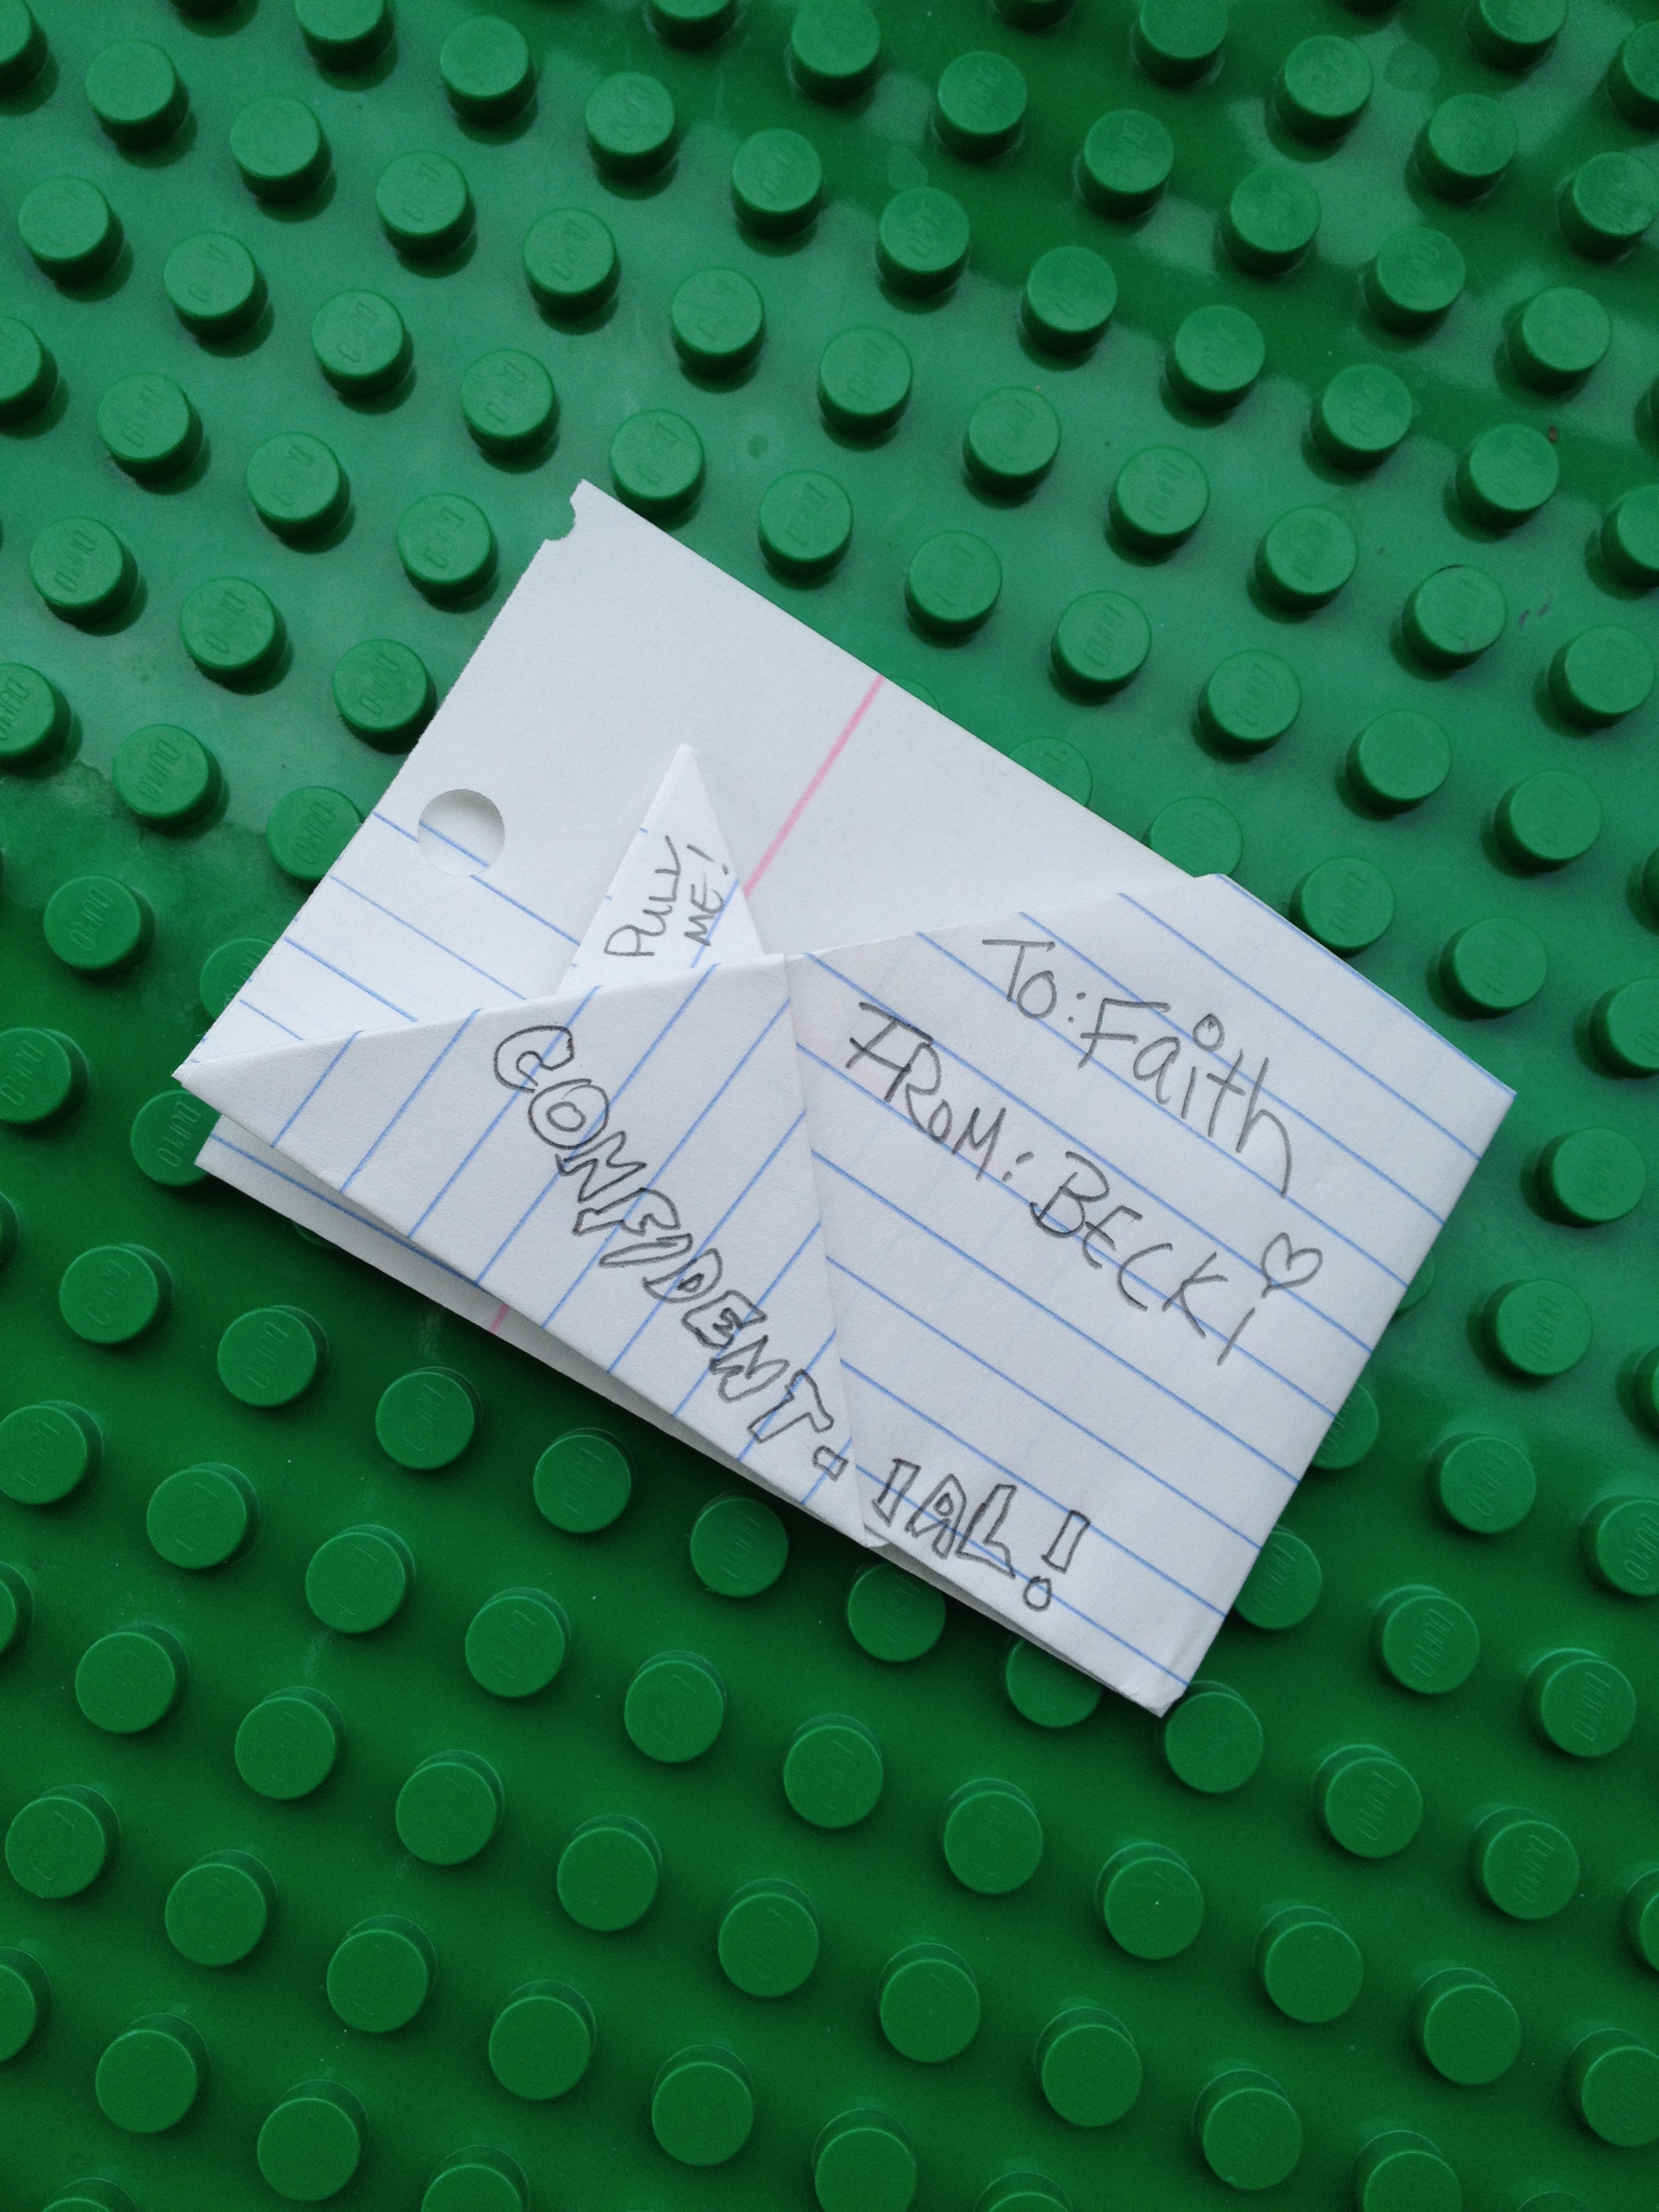 PULL
ME!
To: Faith
FROM: BECKi
CONFIDENT-IAL!